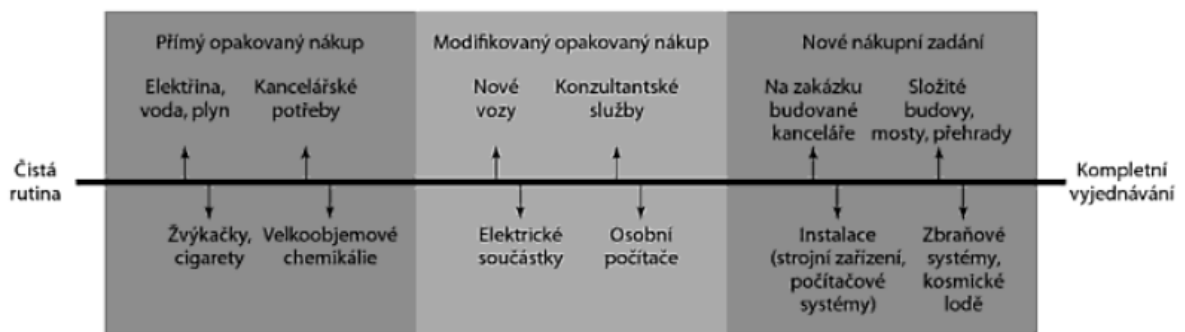 Přímý opakovaný nákup
Modifikovaný opakovaný nákup
Nové nákupní zadání
Elektřina,
voda, plyn
Kancelářské
potřeby
Nové
vozy
Konzultantské
služby
Na zakázku
budované
kanceláře
Složité
budovy,
mosty, přehrady
Čistá
rutina
Kompletní
vyjednávání
Žvýkačky,
cigarety
Velkoobjemové
chemikálie
Elektrické
součástky
Osobní
počítače
Instalace
(strojní zařízení,
počítačové
systémy)
Zbraňové
systémy,
kosmické
lodě